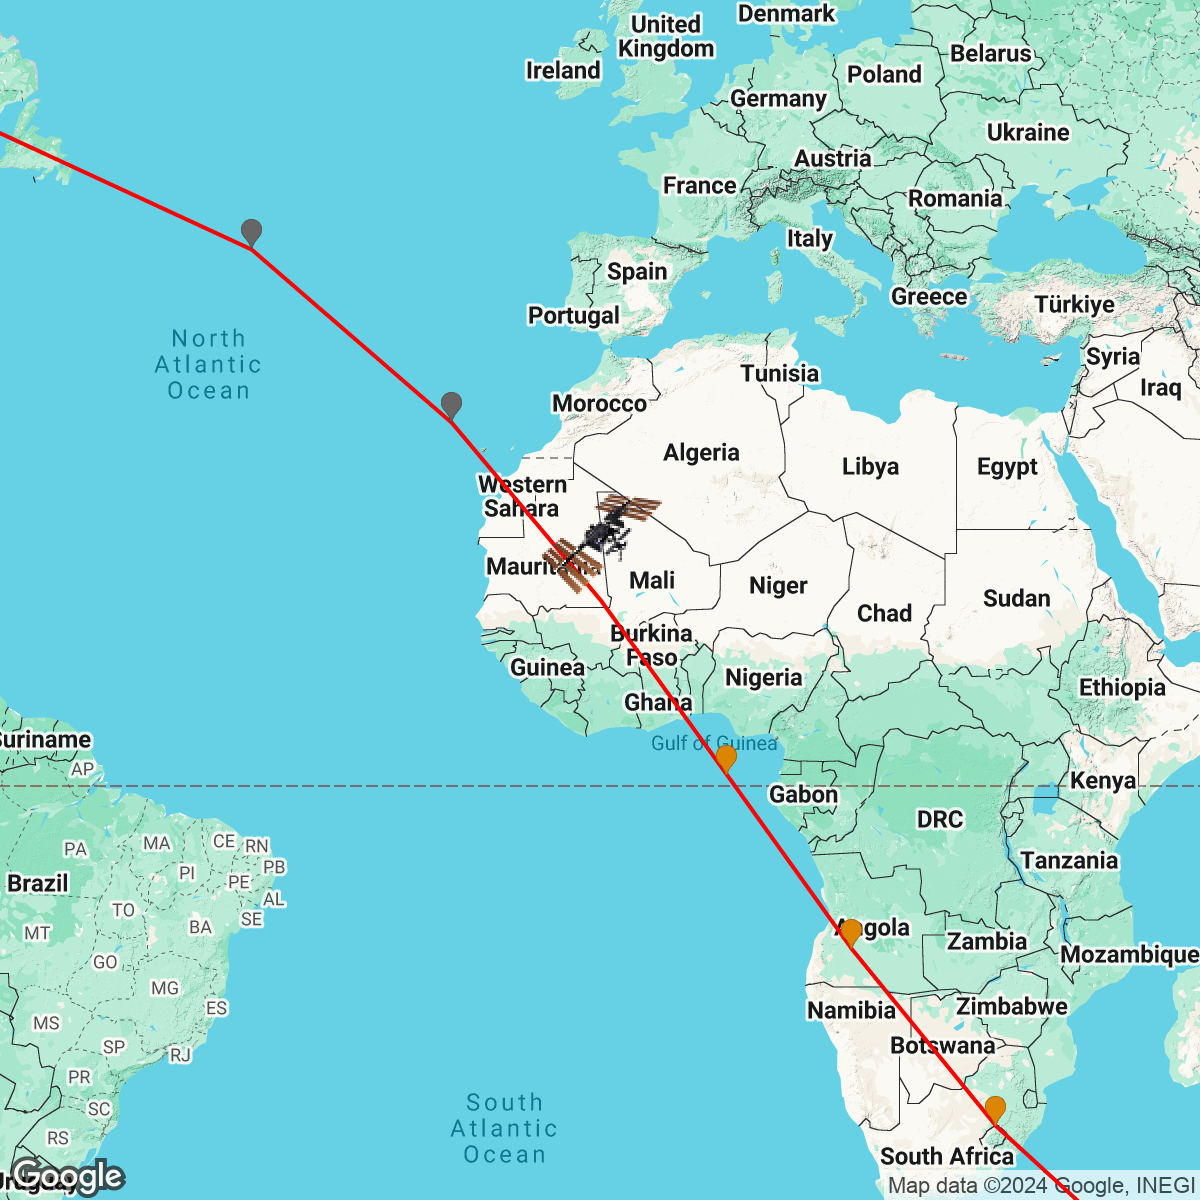 Denmark
United
Kingdom
Ireland
Belarus
Poland
Germany
Ukraine
Austria
France
Romania
Italy
Spain
Greece
Türkiye
Portugal
North
Atlantic
Ocean
Syria
Tunisia
Iraq
Morocco
Algeria
Libya
Egypt
Western
Sahara
Mali
Niger
Sudan
Chad
Burkina
Faso
Guinea
Nigeria
Ethiopia
Ghana
Gulf of Guinea
Suriname
AP
Kenya
Gabon
DRC
CE
RN
MA
PA
Tanzania
PI
PB
PE
Brazil
AL
TO
SE
BA
MT
Angola
Zambia
Mozambique
GO
MG
ES
Namibia
Zimbabwe
MS
SP
RJ
Botswana
PR
SC
South
Atlantic
Ocean
RS
South Africa
Uruguay
Google
Map data ©2024 Google, INEGI